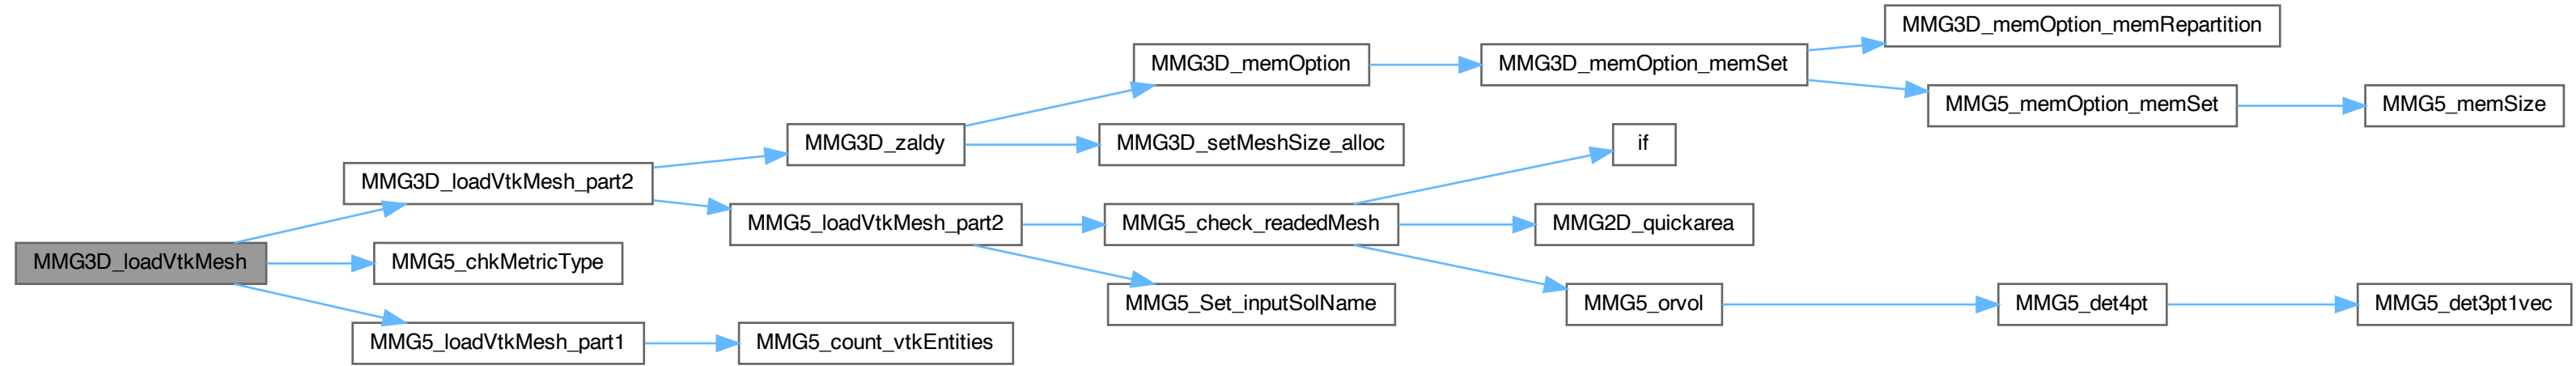 MMG3D_memOption_memRepartition
MMG3D_memOption
MMG3D_memOption_memSet
MMG5_memOption_memSet
MMG5_memSize
MMG3D_zaldy
MMG3D_setMeshSize_alloc
if
MMG3D_loadVtkMesh_part2
MMG5_loadVtkMesh_part2
MMG5_check_readedMesh
MMG2D_quickarea
MMG3D_loadVtkMesh
MMG5_chkMetricType
MMG5_Set_inputSolName
MMG5_orvol
MMG5_det4pt
MMG5_det3pt1vec
MMG5_loadVtkMesh_part1
MMG5_count_vtkEntities